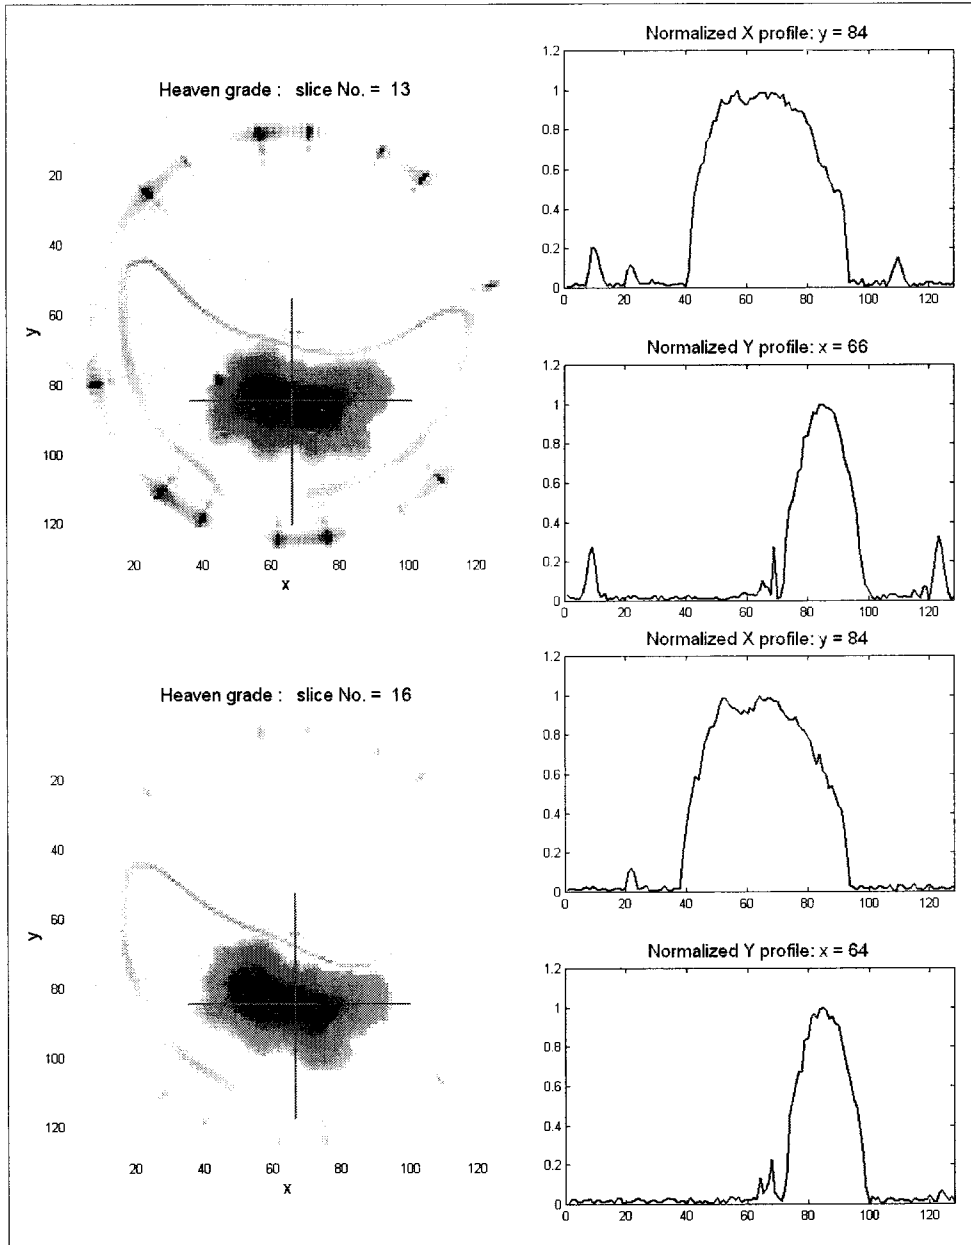 Heaven grade : slice No. = 13
20
40
60
80
100
120
y
20 40 60 80 100 120
x
Normalized X profile: y = 84
1.2
1
0.8
0.6
0.4
0.2
0
0 20 40 60 80 100 120
Normalized Y profile: x = 66
1.2
1
0.8
0.6
0.4
0.2
0
0 20 40 60 80 100 120
Heaven grade : slice No. = 16
20
40
60
80
100
120
y
20 40 60 80 100 120
x
Normalized X profile: y = 84
1.2
1
0.8
0.6
0.4
0.2
0
0 20 40 60 80 100 120
Normalized Y profile: x = 64
1.2
1
0.8
0.6
0.4
0.2
0
0 20 40 60 80 100 120